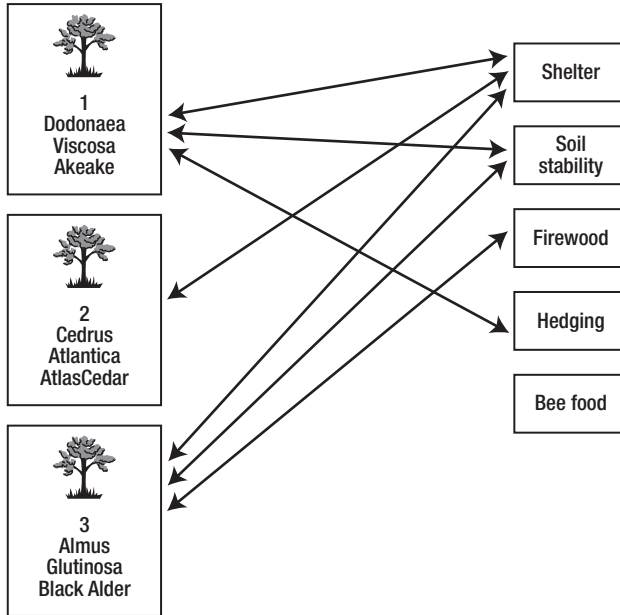 1
Dodonaea
Viscosa
Akeake
2
Cedrus
Atlantica
AtlasCedar
3
Almus
Glutinosa
Black Alder
Shelter
Soil
stability
Firewood
Hedging
Bee food